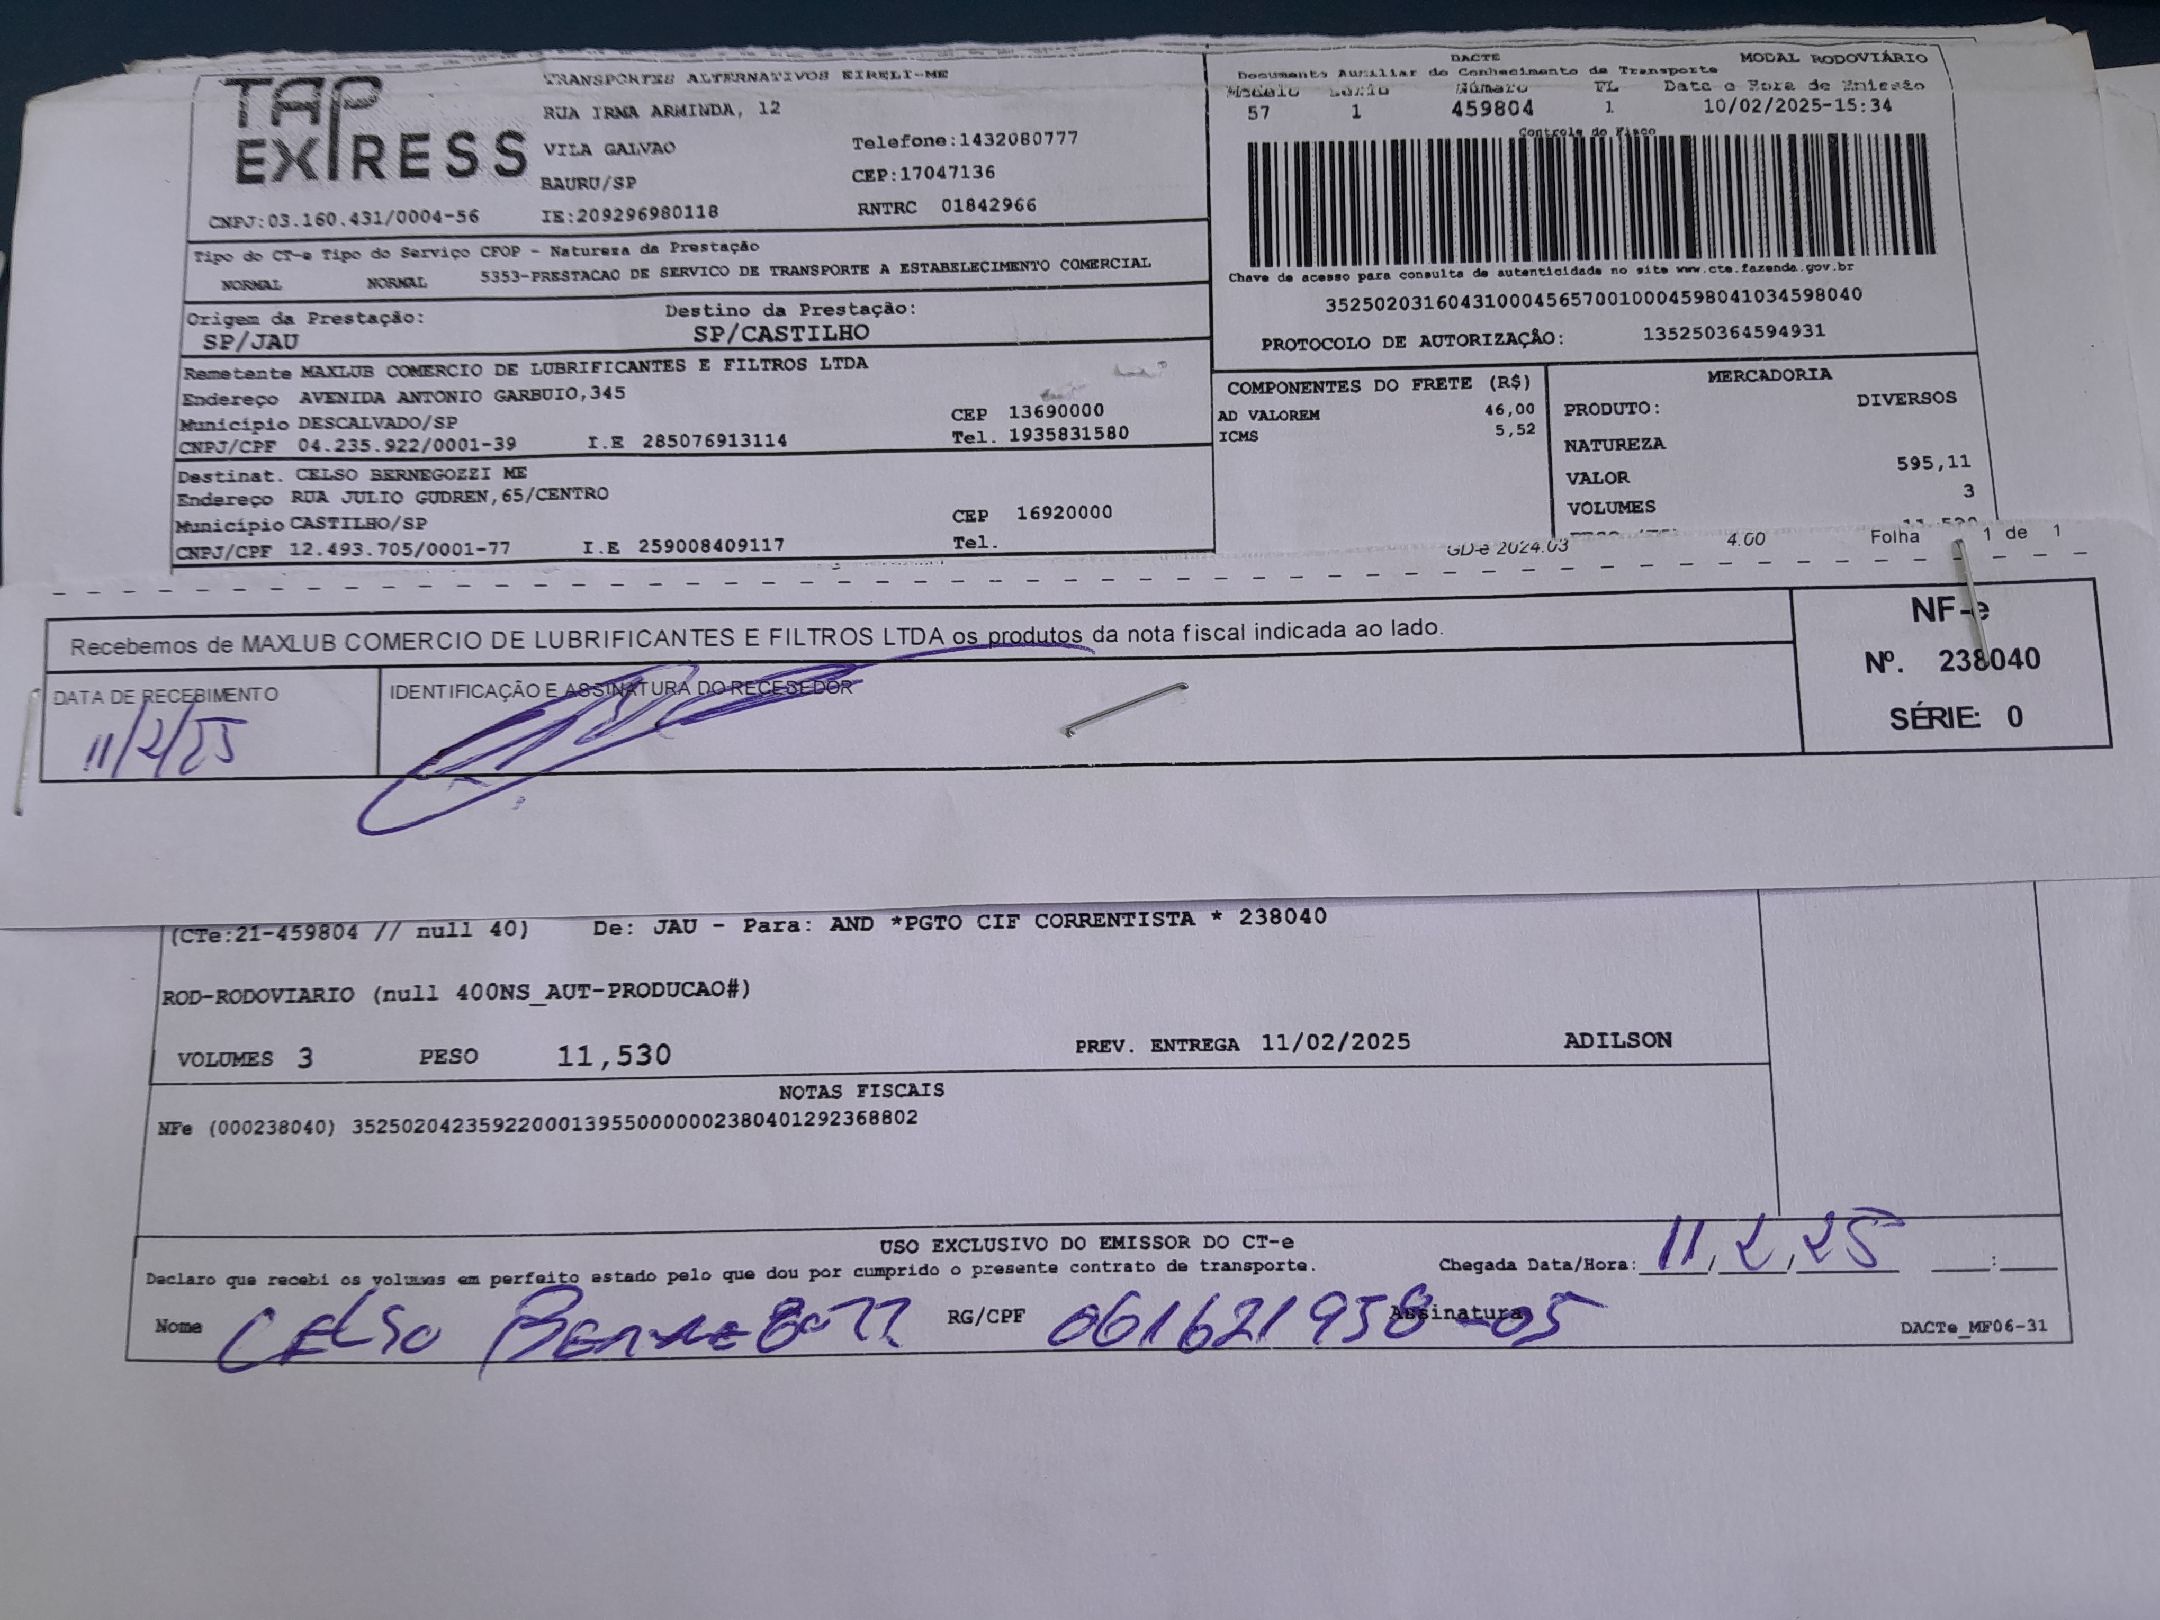 TAP EXPRESS
TRANSPORTES ALTERNATIVOS EIRELI-ME
RUA IRMA ARMINDA, 12
VILA GALVAO Telefone:1432080777
BAURU/SP CEP:17047136
CNPJ:03.160.431/0004-56 IE:209296980118 RNTRC 01842966
DACTE MODAL RODOVIÁRIO
Documento Auxiliar do Conhecimento de Transporte
Modelo Série Número FL Data e Hora de Emissão
57 1 459804 1 10/02/2025-15:34
Controle do Fisco
Chave de acesso para consulta de autenticidade no site www.cte.fazenda.gov.br
35250203160431000456570010004598041034598040
PROTOCOLO DE AUTORIZAÇÃO: 135250364594931
Tipo do CT-e Tipo do Serviço CFOP - Natureza da Prestação
NORMAL NORMAL 5353-PRESTACAO DE SERVICO DE TRANSPORTE A ESTABELECIMENTO COMERCIAL
Origem da Prestação: Destino da Prestação:
SP/JAU SP/CASTILHO
Remetente MAXLUB COMERCIO DE LUBRIFICANTES E FILTROS LTDA
Endereço AVENIDA ANTONIO GARBUIO,345
Município DESCALVADO/SP CEP 13690000
CNPJ/CPF 04.235.922/0001-39 I.E 285076913114 Tel. 1935831580
Destinat. CELSO BERNEGOZZI ME
Endereço RUA JULIO GUDREN,65/CENTRO
Município CASTILHO/SP CEP 16920000
CNPJ/CPF 12.493.705/0001-77 I.E 259008409117 Tel.
COMPONENTES DO FRETE (R$)
AD VALOREM 46,00
ICMS 5,52
MERCADORIA
PRODUTO: DIVERSOS
NATUREZA
VALOR 595,11
VOLUMES 3
GD-e 2024.03 4.00 Folha 1 de 1
Recebemos de MAXLUB COMERCIO DE LUBRIFICANTES E FILTROS LTDA os produtos da nota fiscal indicada ao lado.
DATA DE RECEBIMENTO IDENTIFICAÇÃO E ASSINATURA DO RECEBEDOR
11/2/25
NF-e
Nº. 238040
SÉRIE: 0
(CTe:21-459804 // null 40) De: JAU - Para: AND *PGTO CIF CORRENTISTA * 238040
ROD-RODOVIARIO (null 400NS_AUT-PRODUCAO#)
VOLUMES 3 PESO 11,530 PREV. ENTREGA 11/02/2025 ADILSON
NOTAS FISCAIS
NFe (000238040) 35250204235922000139550000002380401292368802
USO EXCLUSIVO DO EMISSOR DO CT-e
Declaro que recebi os volumes em perfeito estado pelo que dou por cumprido o presente contrato de transporte. Chegada Data/Hora: 11/2/25 :
Nome CELSO RG/CPF 061621938-05 Assinatura
DACTe_MF06-31